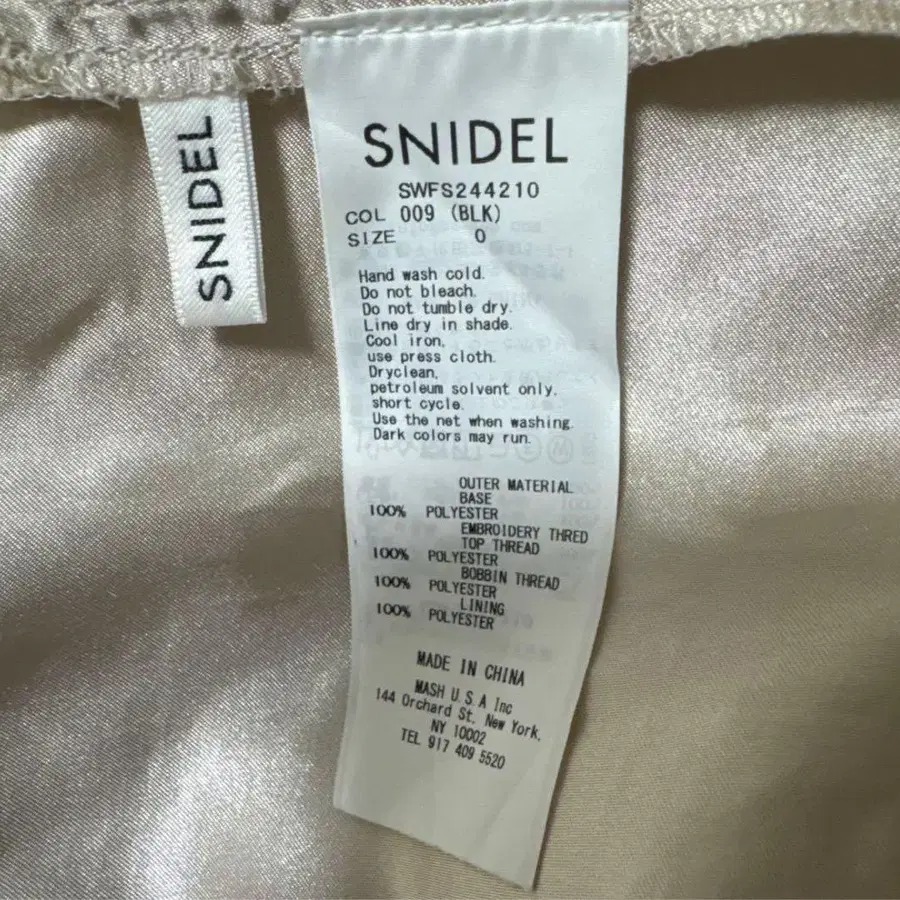 SNIDEL
SNIDEL
SWFS244210
COL 009 (BLK)
SIZE 0
Hand wash cold.
Do not bleach.
Do not tumble dry.
Line dry in shade.
Cool iron,
use press cloth.
Dryclean,
petroleum solvent only.
short cycle.
Use the net when washing.
Dark colors may run.
OUTER MATERIAL
BASE
100% POLYESTER
EMBROIDERY THRED
TOP THREAD
100% POLYESTER
BOBBIN THREAD
100% POLYESTER
LINING
100% POLYESTER
MADE IN CHINA
MASH U.S.A Inc
144 Orchard St. New York.
NY 10002
TEL 917 409 5520